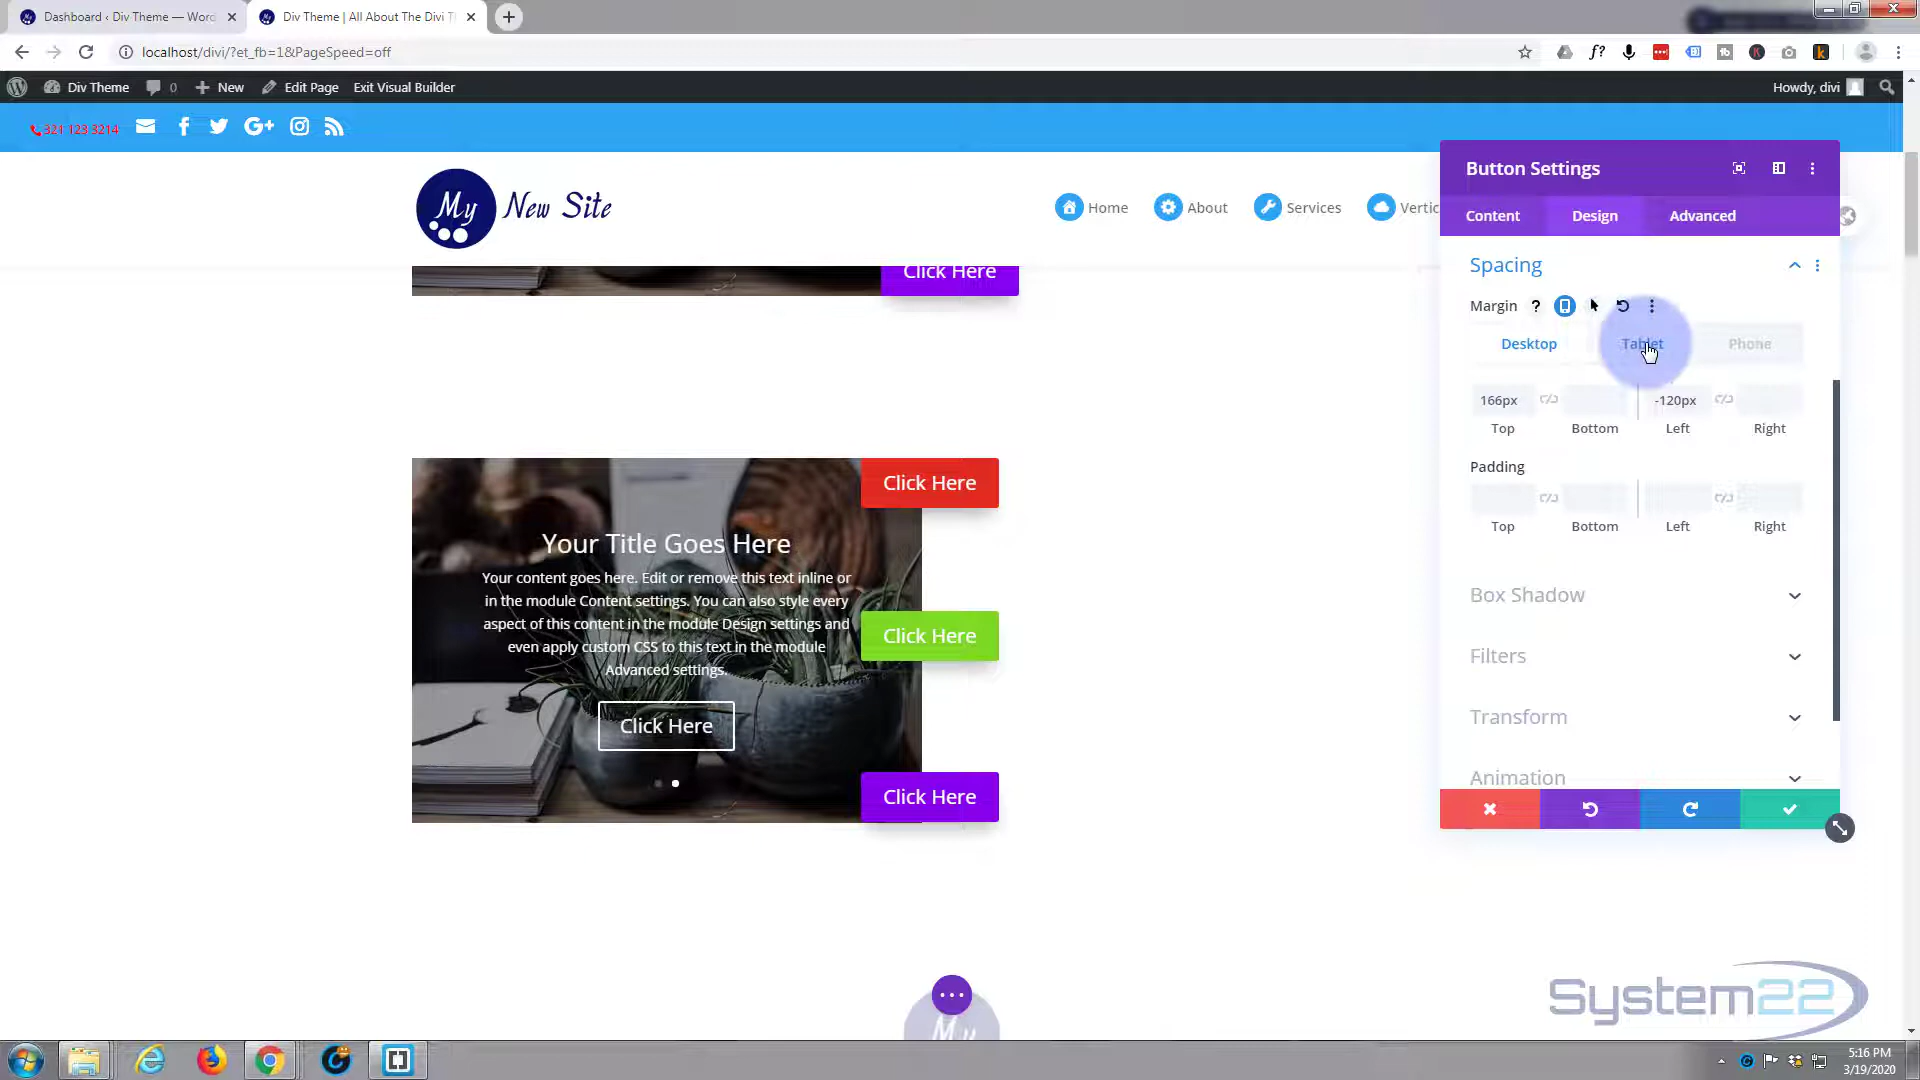 Dashboard ‹ Div Theme — Word
Div Theme | All About The Divi T
localhost/divi/?et_fb=1&PageSpeed=off
Div Theme
0
New
Edit Page
Exit Visual Builder
Howdy, divi
321 123 3214
My New Site
Home
About
Services
Vertic
Click Here
Click Here
Your Title Goes Here
Your content goes here. Edit or remove this text inline or
in the module Content settings. You can also style every
aspect of this content in the module Design settings and
even apply custom CSS to this text in the module
Advanced settings.
Click Here
Click Here
Click Here
Button Settings
Content
Design
Advanced
Spacing
Margin
Desktop
Tablet
Phone
166px
-120px
Top
Bottom
Left
Right
Padding
Top
Bottom
Left
Right
Box Shadow
Filters
Transform
Animation
My
System22
5:16 PM
3/19/2020